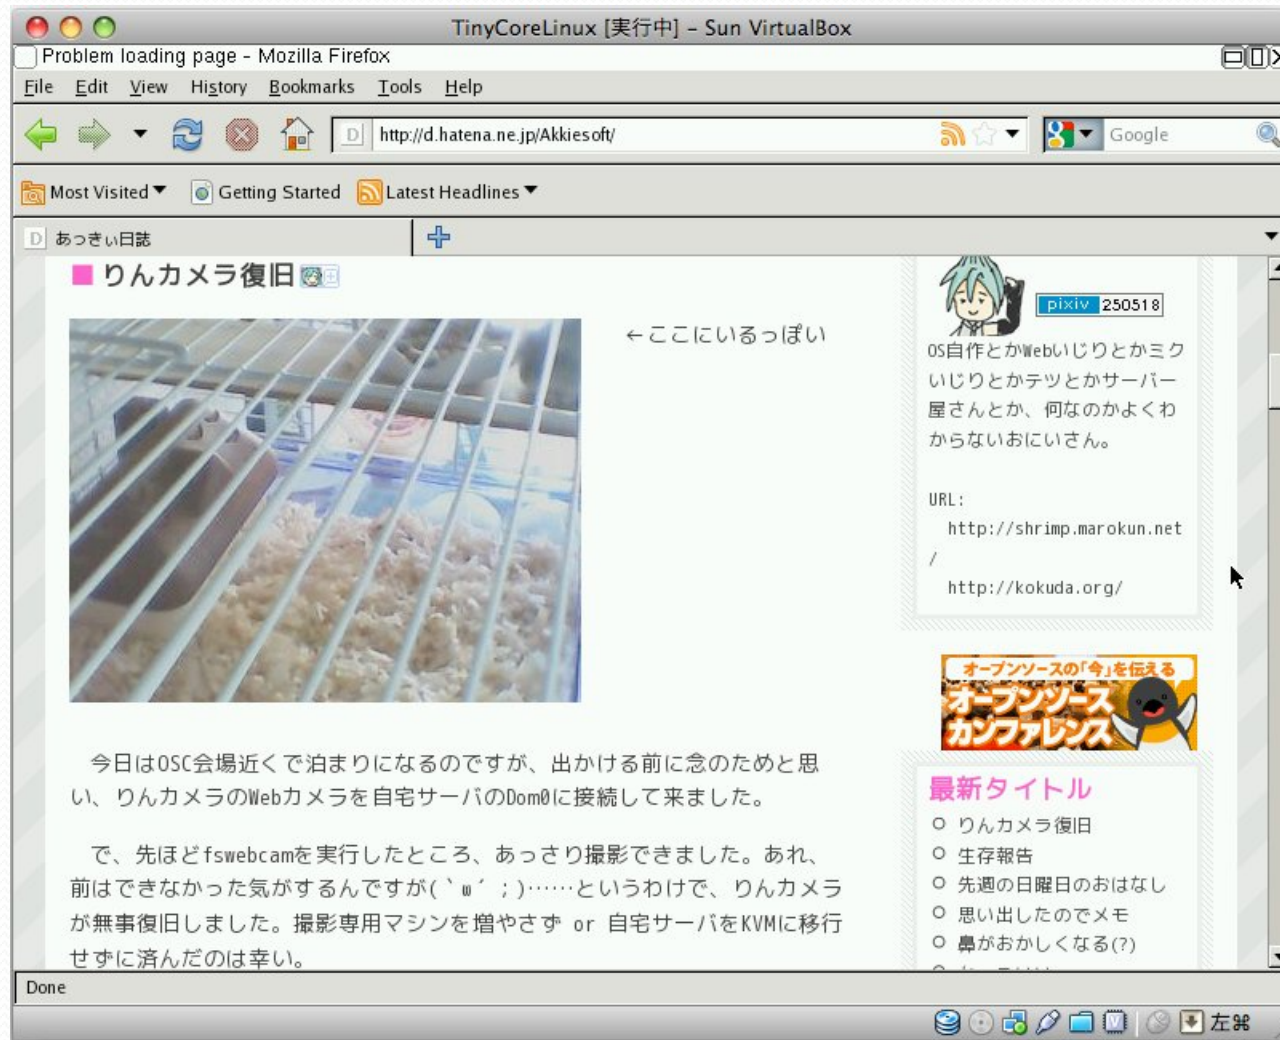 TinyCoreLinux [実行中] – Sun VirtualBox
Problem loading page - Mozilla Firefox
File Edit View History Bookmarks Tools Help
http://d.hatena.ne.jp/Akkiesoft/
Google
Most Visited Getting Started Latest Headlines
あっきぃ日誌
■りんカメラ復旧
←ここにいるっぽい
今日はOSC会場近くで泊まりになるのですが、出かける前に念のためと思
い、りんカメラのWebカメラを自宅サーバのDom0に接続して来ました。
で、先ほどfswebcamを実行したところ、あっさり撮影できました。あれ、
前はできなかった気がするんですが(｀ω´；)……というわけで、りんカメラ
が無事復旧しました。撮影専用マシンを増やさず or 自宅サーバをKVMに移行
せずに済んだのは幸い。
pixiv 250518
OS自作とかWebいじりとかミク
いじりとかテツとかサーバー
屋さんとか、何なのかよくわ
からないおにいさん。
URL:
http://shrimp.marokun.net
/
http://kokuda.org/
オープンソースの「今」を伝える
オープンソース
カンファレンス
最新タイトル
りんカメラ復旧
生存報告
先週の日曜日のおはなし
思い出したのでメモ
鼻がおかしくなる(?)
Done
左⌘